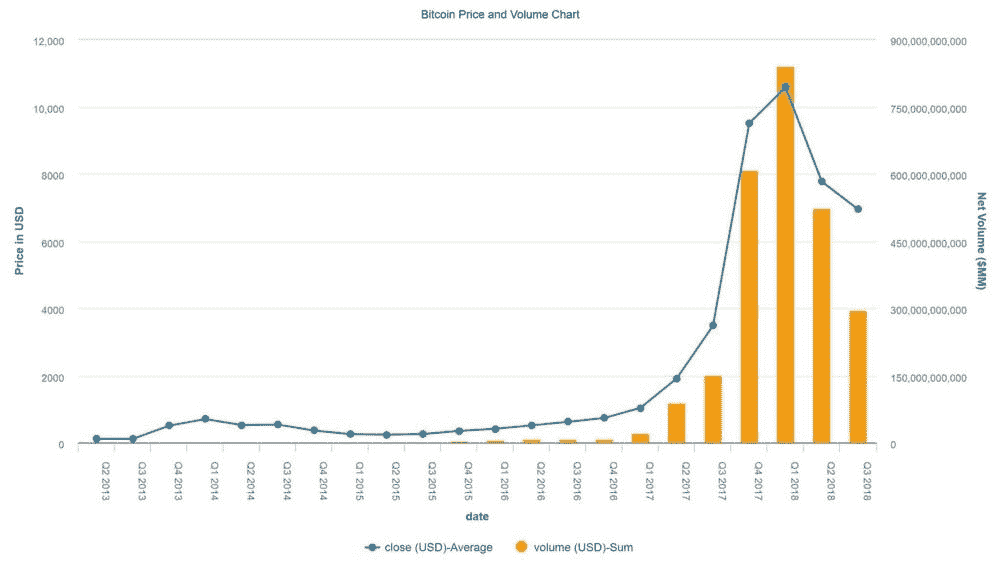 Bitcoin Price and Volume Chart
12,000
10,000
8000
6000
4000
2000
0
Price in USD
900,000,000,000
750,000,000,000
600,000,000,000
450,000,000,000
300,000,000,000
150,000,000,000
0
Net Volume ($MM)
Q2 2013
Q3 2013
Q4 2013
Q1 2014
Q2 2014
Q3 2014
Q4 2014
Q1 2015
Q2 2015
Q3 2015
Q4 2015
Q1 2016
Q2 2016
Q3 2016
Q4 2016
Q1 2017
Q2 2017
Q3 2017
Q4 2017
Q1 2018
Q2 2018
Q3 2018
date
close (USD)-Average
volume (USD)-Sum